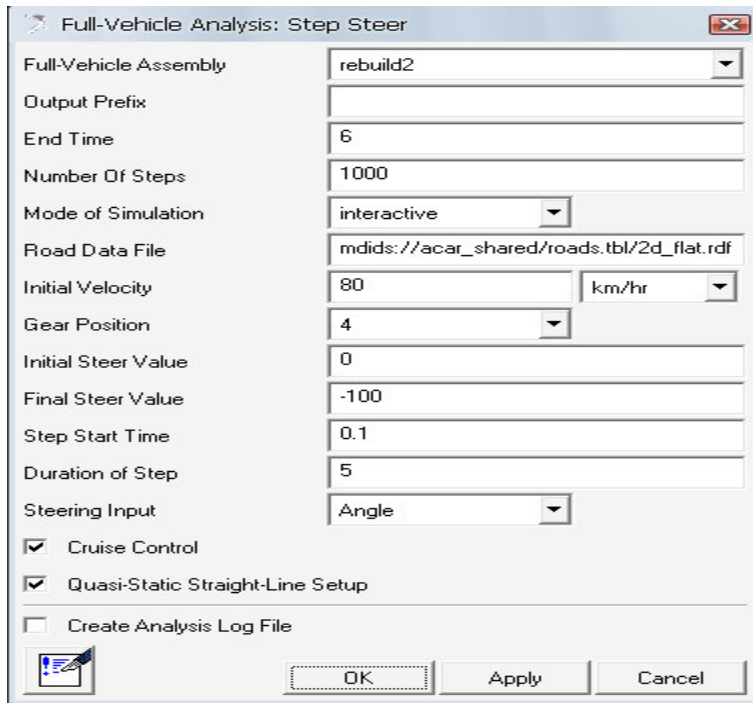 Full-Vehicle Analysis: Step Steer
Full-Vehicle Assembly rebuild2
Output Prefix
End Time 6
Number Of Steps 1000
Mode of Simulation interactive
Road Data File mdids://acar_shared/roads.tbl/2d_flat.rdf
Initial Velocity 80 km/hr
Gear Position 4
Initial Steer Value 0
Final Steer Value -100
Step Start Time 0.1
Duration of Step 5
Steering Input Angle
Cruise Control
Quasi-Static Straight-Line Setup
Create Analysis Log File
OK Apply Cancel